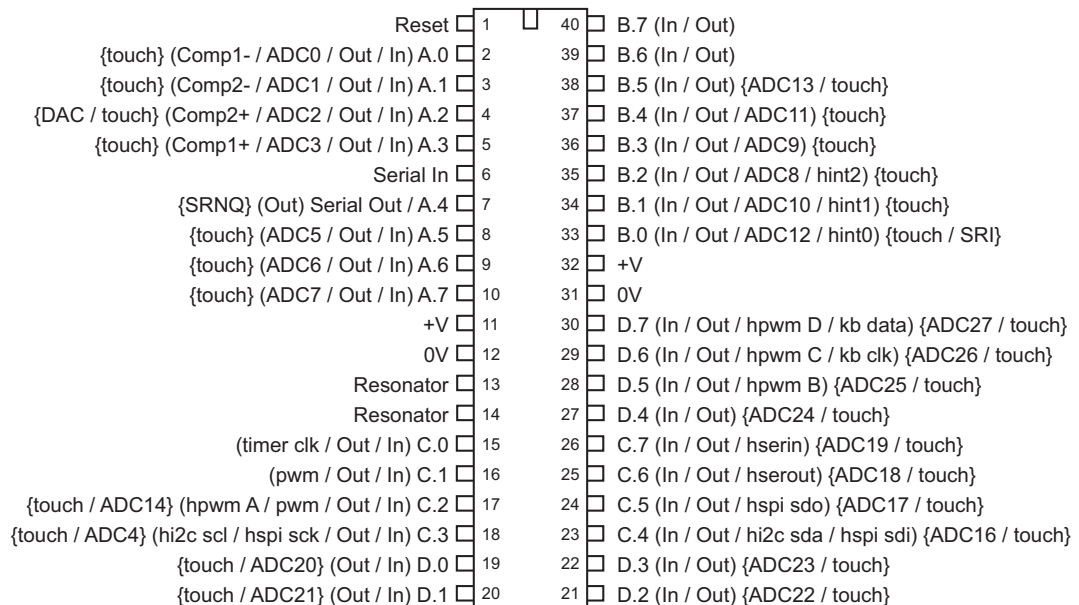 Reset 1 40 B.7 (In / Out)
{touch} (Comp1- / ADC0 / Out / In) A.0 2 39 B.6 (In / Out)
{touch} (Comp2- / ADC1 / Out / In) A.1 3 38 B.5 (In / Out) {ADC13 / touch}
{DAC / touch} (Comp2+ / ADC2 / Out / In) A.2 4 37 B.4 (In / Out / ADC11) {touch}
{touch} (Comp1+ / ADC3 / Out / In) A.3 5 36 B.3 (In / Out / ADC9) {touch}
Serial In 6 35 B.2 (In / Out / ADC8 / hint2) {touch}
{SRNQ} (Out) Serial Out / A.4 7 34 B.1 (In / Out / ADC10 / hint1) {touch}
{touch} (ADC5 / Out / In) A.5 8 33 B.0 (In / Out / ADC12 / hint0) {touch / SRI}
{touch} (ADC6 / Out / In) A.6 9 32 +V
{touch} (ADC7 / Out / In) A.7 10 31 0V
+V 11 30 D.7 (In / Out / hpwm D / kb data) {ADC27 / touch}
0V 12 29 D.6 (In / Out / hpwm C / kb clk) {ADC26 / touch}
Resonator 13 28 D.5 (In / Out / hpwm B) {ADC25 / touch}
Resonator 14 27 D.4 (In / Out) {ADC24 / touch}
(timer clk / Out / In) C.0 15 26 C.7 (In / Out / hserin) {ADC19 / touch}
(pwm / Out / In) C.1 16 25 C.6 (In / Out / hserout) {ADC18 / touch}
{touch / ADC14} (hpwm A / pwm / Out / In) C.2 17 24 C.5 (In / Out / hspi sdo) {ADC17 / touch}
{touch / ADC4} (hi2c scl / hspi sck / Out / In) C.3 18 23 C.4 (In / Out / hi2c sda / hspi sdi) {ADC16 / touch}
{touch / ADC20} (Out / In) D.0 19 22 D.3 (In / Out) {ADC23 / touch}
{touch / ADC21} (Out / In) D.1 20 21 D.2 (In / Out) {ADC22 / touch}